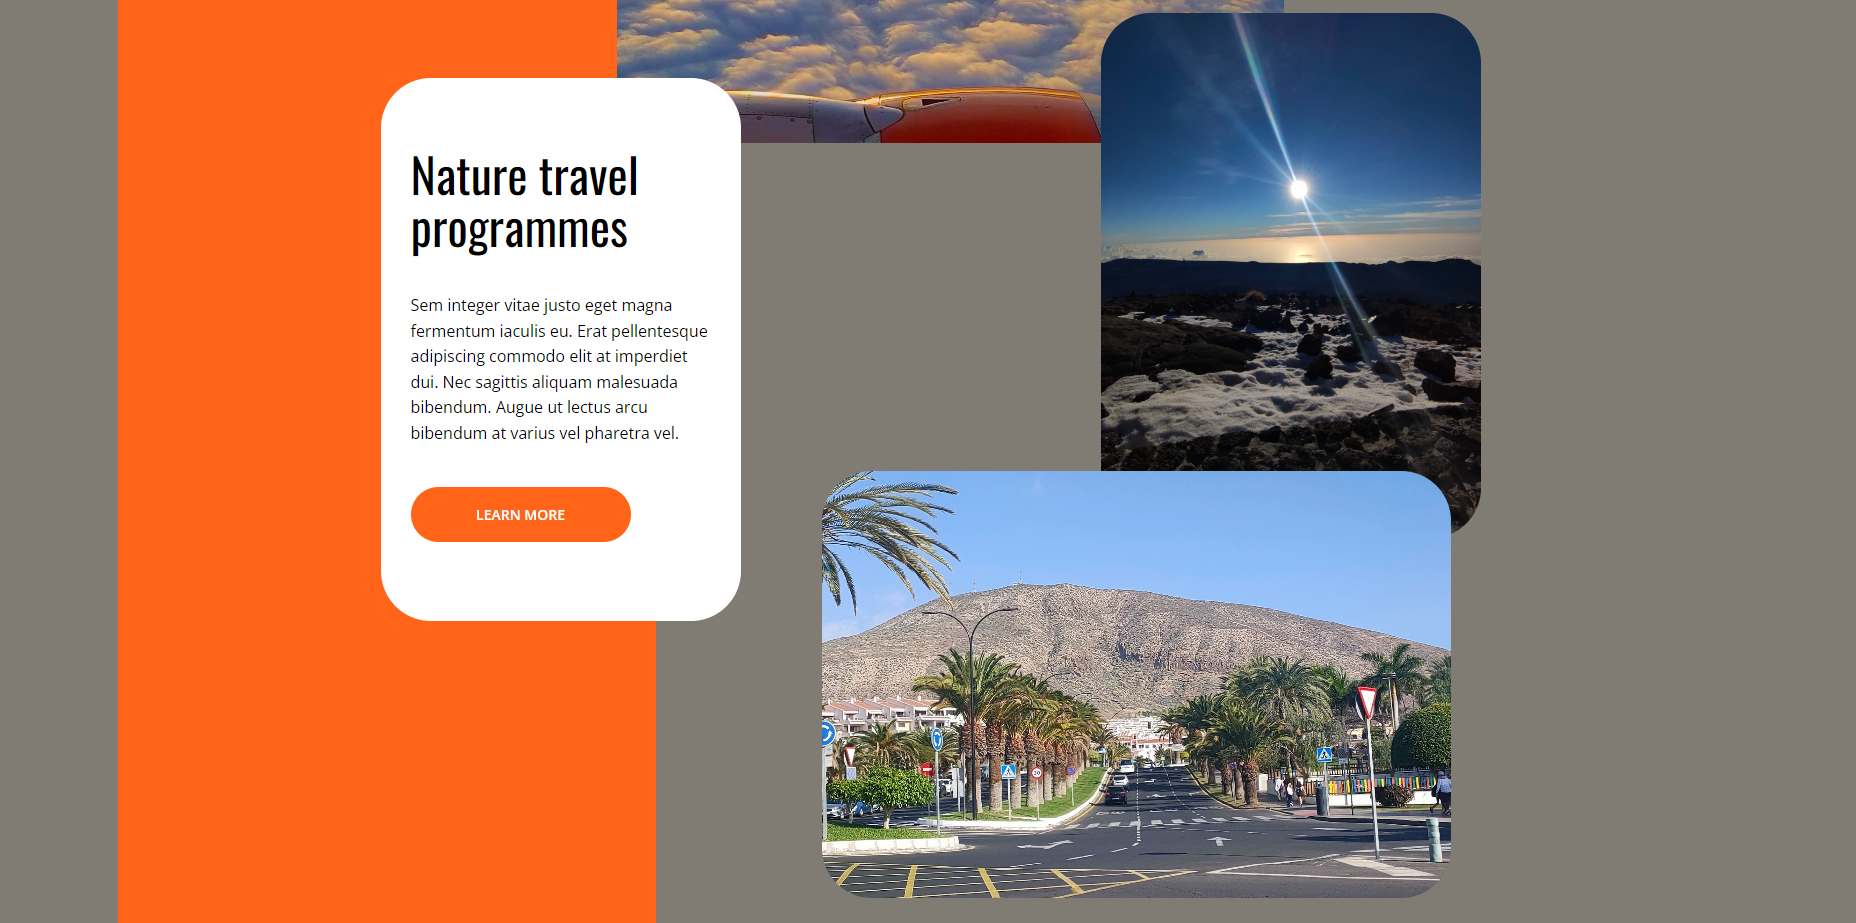 Nature travel
programmes
Sem integer vitae justo eget magna
fermentum iaculis eu. Erat pellentesque
adipiscing commodo elit at imperdiet
dui. Nec sagittis aliquam malesuada
bibendum. Augue ut lectus arcu
bibendum at varius vel pharetra vel.
LEARN MORE